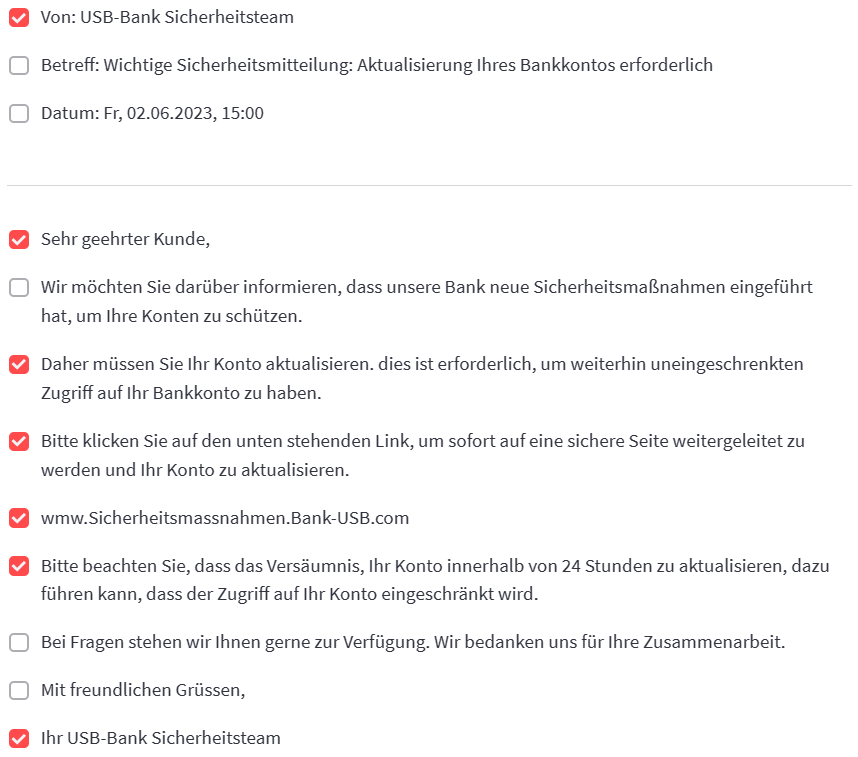 Von: USB-Bank Sicherheitsteam
Betreff: Wichtige Sicherheitsmitteilung: Aktualisierung Ihres Bankkontos erforderlich
Datum: Fr, 02.06.2023, 15:00
Sehr geehrter Kunde,
Wir möchten Sie darüber informieren, dass unsere Bank neue Sicherheitsmaßnahmen eingeführt
hat, um Ihre Konten zu schützen.
Daher müssen Sie Ihr Konto aktualisieren. dies ist erforderlich, um weiterhin uneingeschrenkten
Zugriff auf Ihr Bankkonto zu haben.
Bitte klicken Sie auf den unten stehenden Link, um sofort auf eine sichere Seite weitergeleitet zu
werden und Ihr Konto zu aktualisieren.
wmw.Sicherheitsmassnahmen.Bank-USB.com
Bitte beachten Sie, dass das Versäumnis, Ihr Konto innerhalb von 24 Stunden zu aktualisieren, dazu
führen kann, dass der Zugriff auf Ihr Konto eingeschränkt wird.
Bei Fragen stehen wir Ihnen gerne zur Verfügung. Wir bedanken uns für Ihre Zusammenarbeit.
Mit freundlichen Grüssen,
Ihr USB-Bank Sicherheitsteam